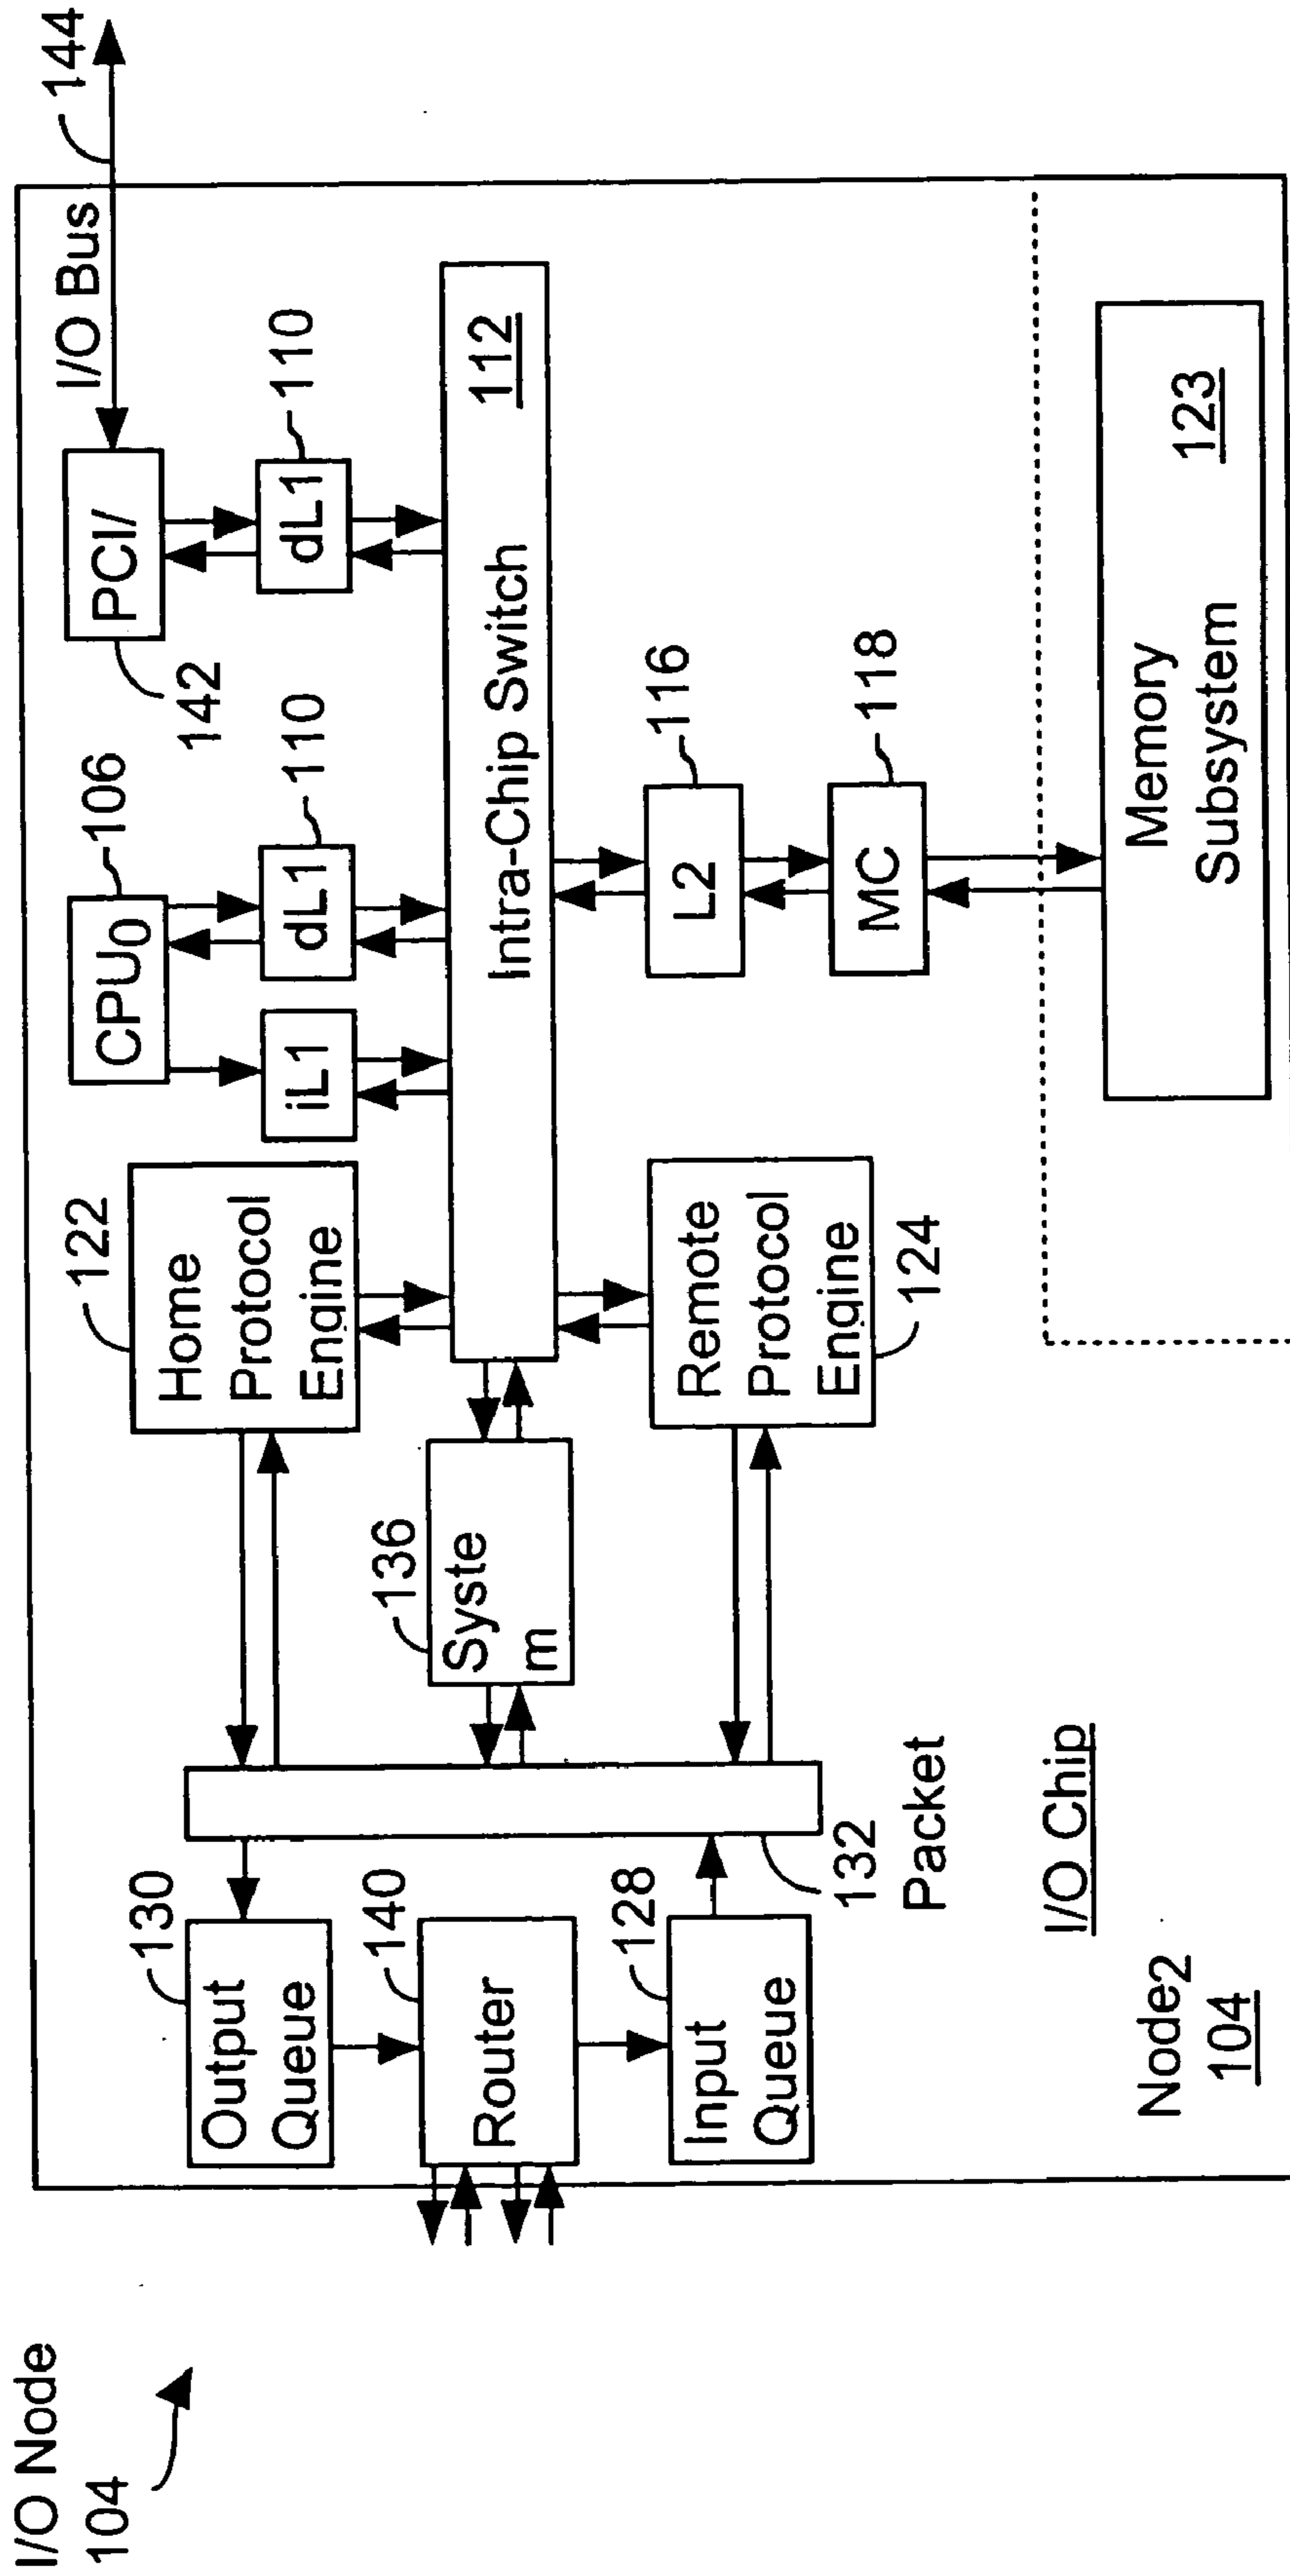 I/O Node
104
144
I/O Bus
PCI/
142
dL1
110
CPU0
106
dL1
110
iL1
Home
Protocol
Engine
122
Intra-Chip Switch
112
L2
116
MC
118
Memory
Subsystem
123
Remote
Protocol
Engine
124
Syste
m
136
Output
Queue
130
Router
140
Input
Queue
128
132
Packet
I/O Chip
Node2
104